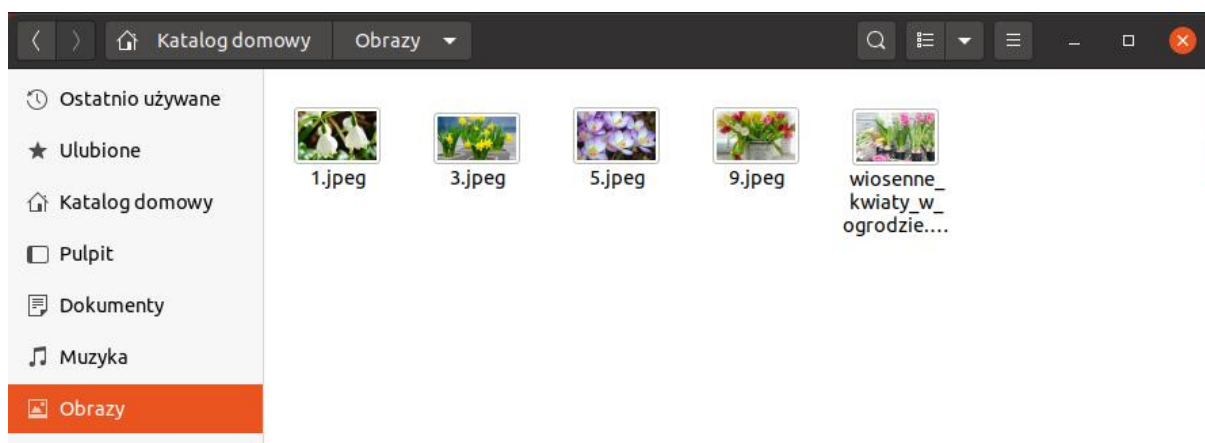 Katalog domowy Obrazy
Ostatnio używane
Ulubione
Katalog domowy
Pulpit
Dokumenty
Muzyka
Obrazy
1.jpeg
3.jpeg
5.jpeg
9.jpeg
wiosenne_
kwiaty_w_
ogrodzie....